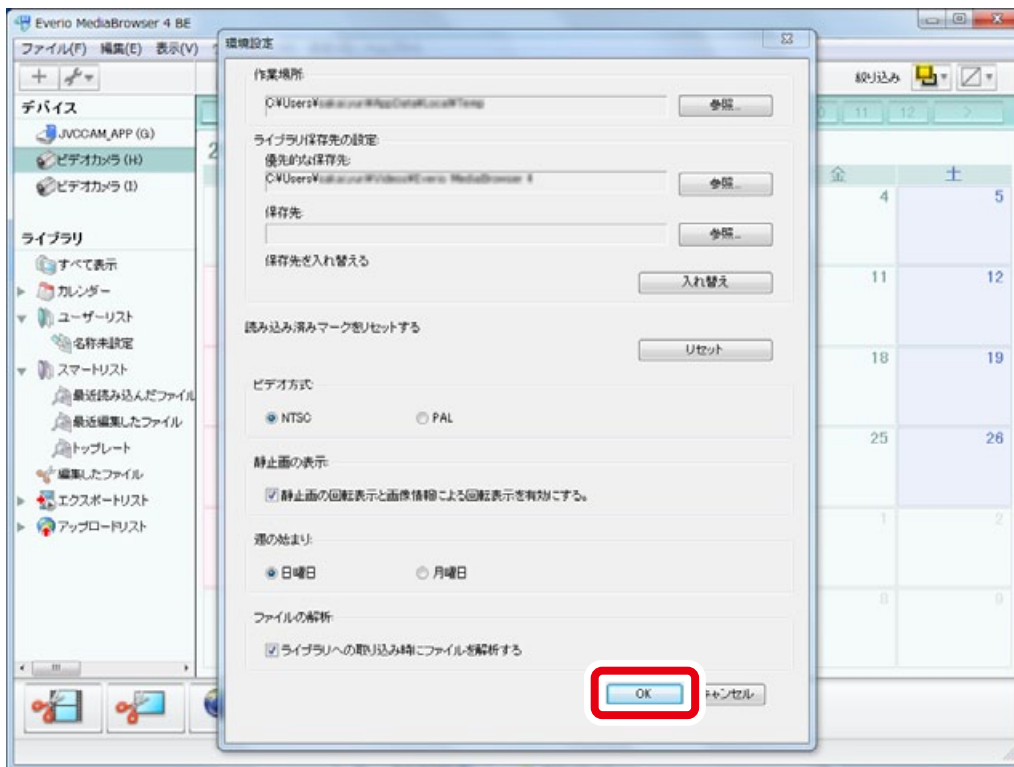 Everio MediaBrowser 4 BE
ファイル(F) 編集(E) 表示(V)
環境設定
絞り込み
デバイス
JVCCAM_APP (G)
ビデオカメラ (H)
ビデオカメラ (I)
ライブラリ
すべて表示
カレンダー
ユーザーリスト
名称未設定
スマートリスト
最近読み込んだファイル
最近編集したファイル
トップレート
編集したファイル
エクスポートリスト
アップロードリスト
作業場所:
C:¥Users¥
参照...
ライブラリ保存先の設定:
優先的な保存先:
C:¥Users¥
参照...
保存先:
参照...
保存先を入れ替える
入れ替え
読み込み済みマークをリセットする
リセット
ビデオ方式:
NTSC
PAL
静止画の表示:
静止画の回転表示と画像情報による回転表示を有効にする。
週の始まり:
日曜日
月曜日
ファイルの解析:
ライブラリへの取り込み時にファイルを解析する
OK
キャンセル
11 12 >
2
金 土
4 5
11 12
18 19
25 26
1 2
8 9